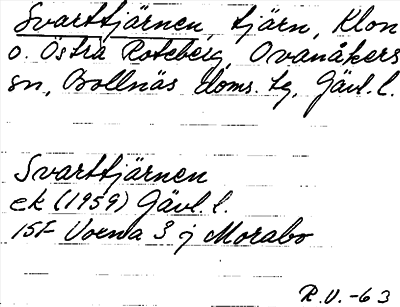 Svarttjärnen, tjärn, Klon
o. Östra Roteberg, Ovanåkers
sn, Bollnäs doms. tg, Gävl. l.
Svarttjärnen
ek (1959) Gävl. l.
15F Voxna 3 j Morabo
R.V.-63